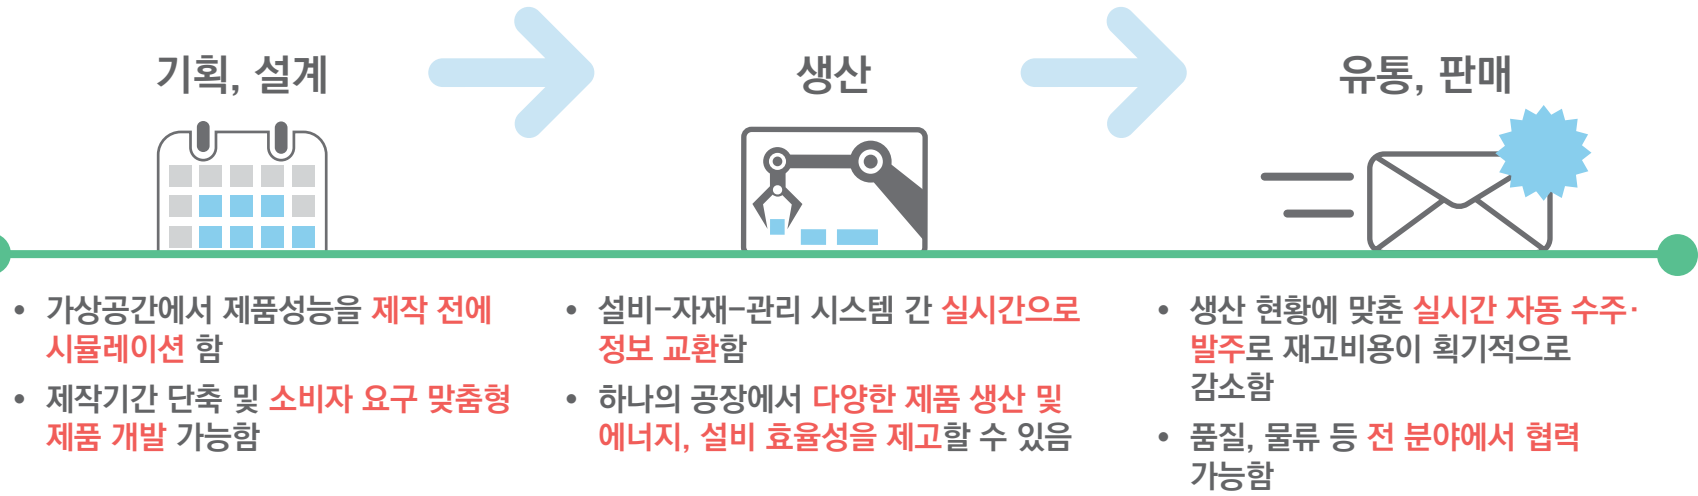 기획, 설계
생산
유통, 판매
• 가상공간에서 제품성능을 제작 전에
시뮬레이션 함
• 제작기간 단축 및 소비자 요구 맞춤형
제품 개발 가능함
• 설비-자재-관리 시스템 간 실시간으로
정보 교환함
• 하나의 공장에서 다양한 제품 생산 및
에너지, 설비 효율성을 제고할 수 있음
• 생산 현황에 맞춘 실시간 자동 수주·
발주로 재고비용이 획기적으로
감소함
• 품질, 물류 등 전 분야에서 협력
가능함